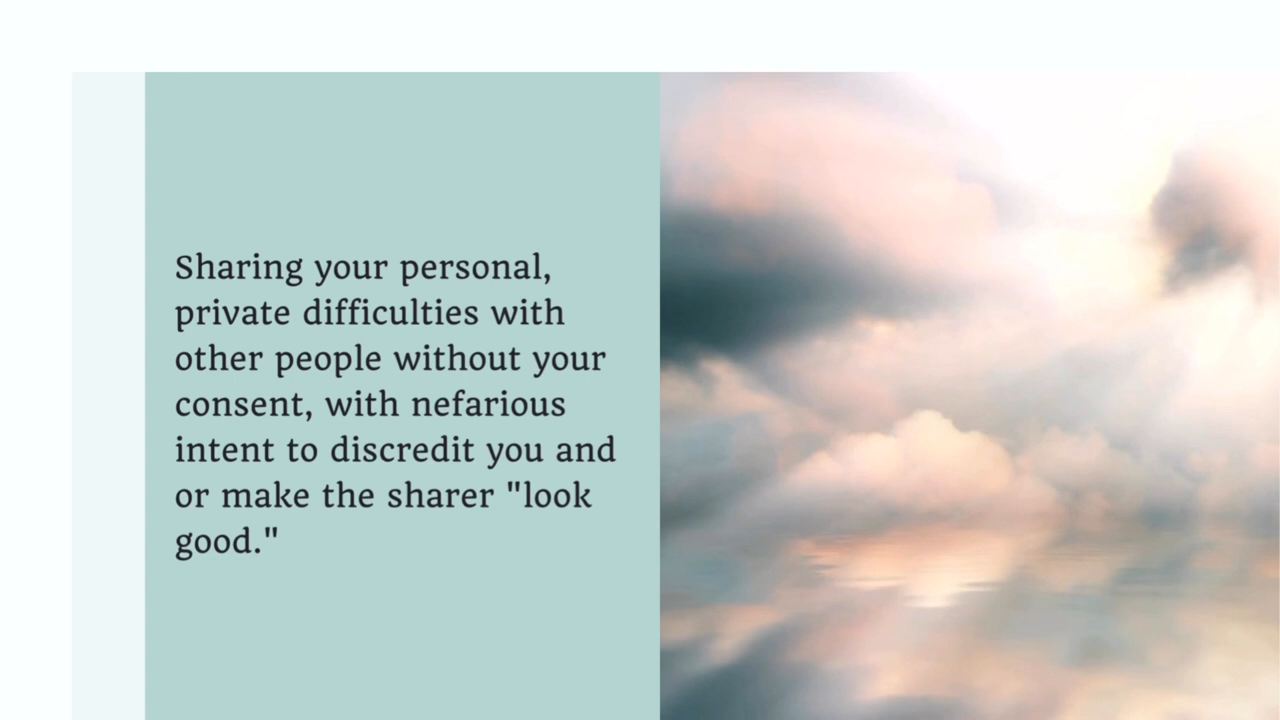 Sharing your personal,
private difficulties with
other people without your
consent, with nefarious
intent to discredit you and
or make the sharer "look
good."